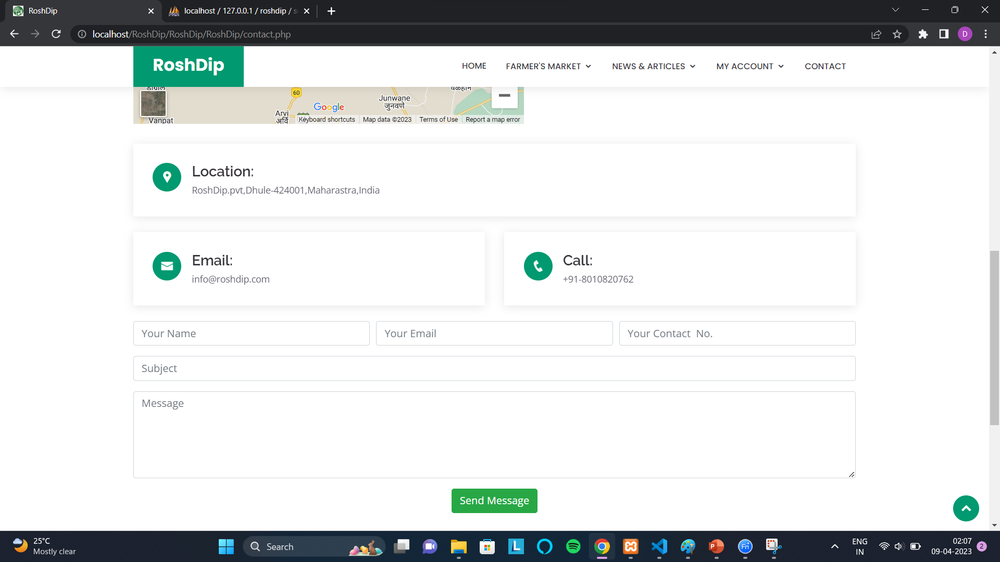 RoshDip
localhost / 127.0.0.1 / roshdip /
localhost/RoshDip/RoshDip/RoshDip/contact.php
D
RoshDip
HOME
FARMER'S MARKET
NEWS & ARTICLES
MY ACCOUNT
CONTACT
60
Junwane
जुनवणे
Arvi
आर्वि
Vanpat
Google
Keyboard shortcuts
Map data ©2023
Terms of Use
Report a map error
Location:
RoshDip.pvt,Dhule-424001,Maharastra,India
Email:
info@roshdip.com
Call:
+91-8010820762
Your Name
Your Email
Your Contact  No.
Subject
Message
Send Message
25°C
Mostly clear
Search
ENG
IN
02:07
09-04-2023
2